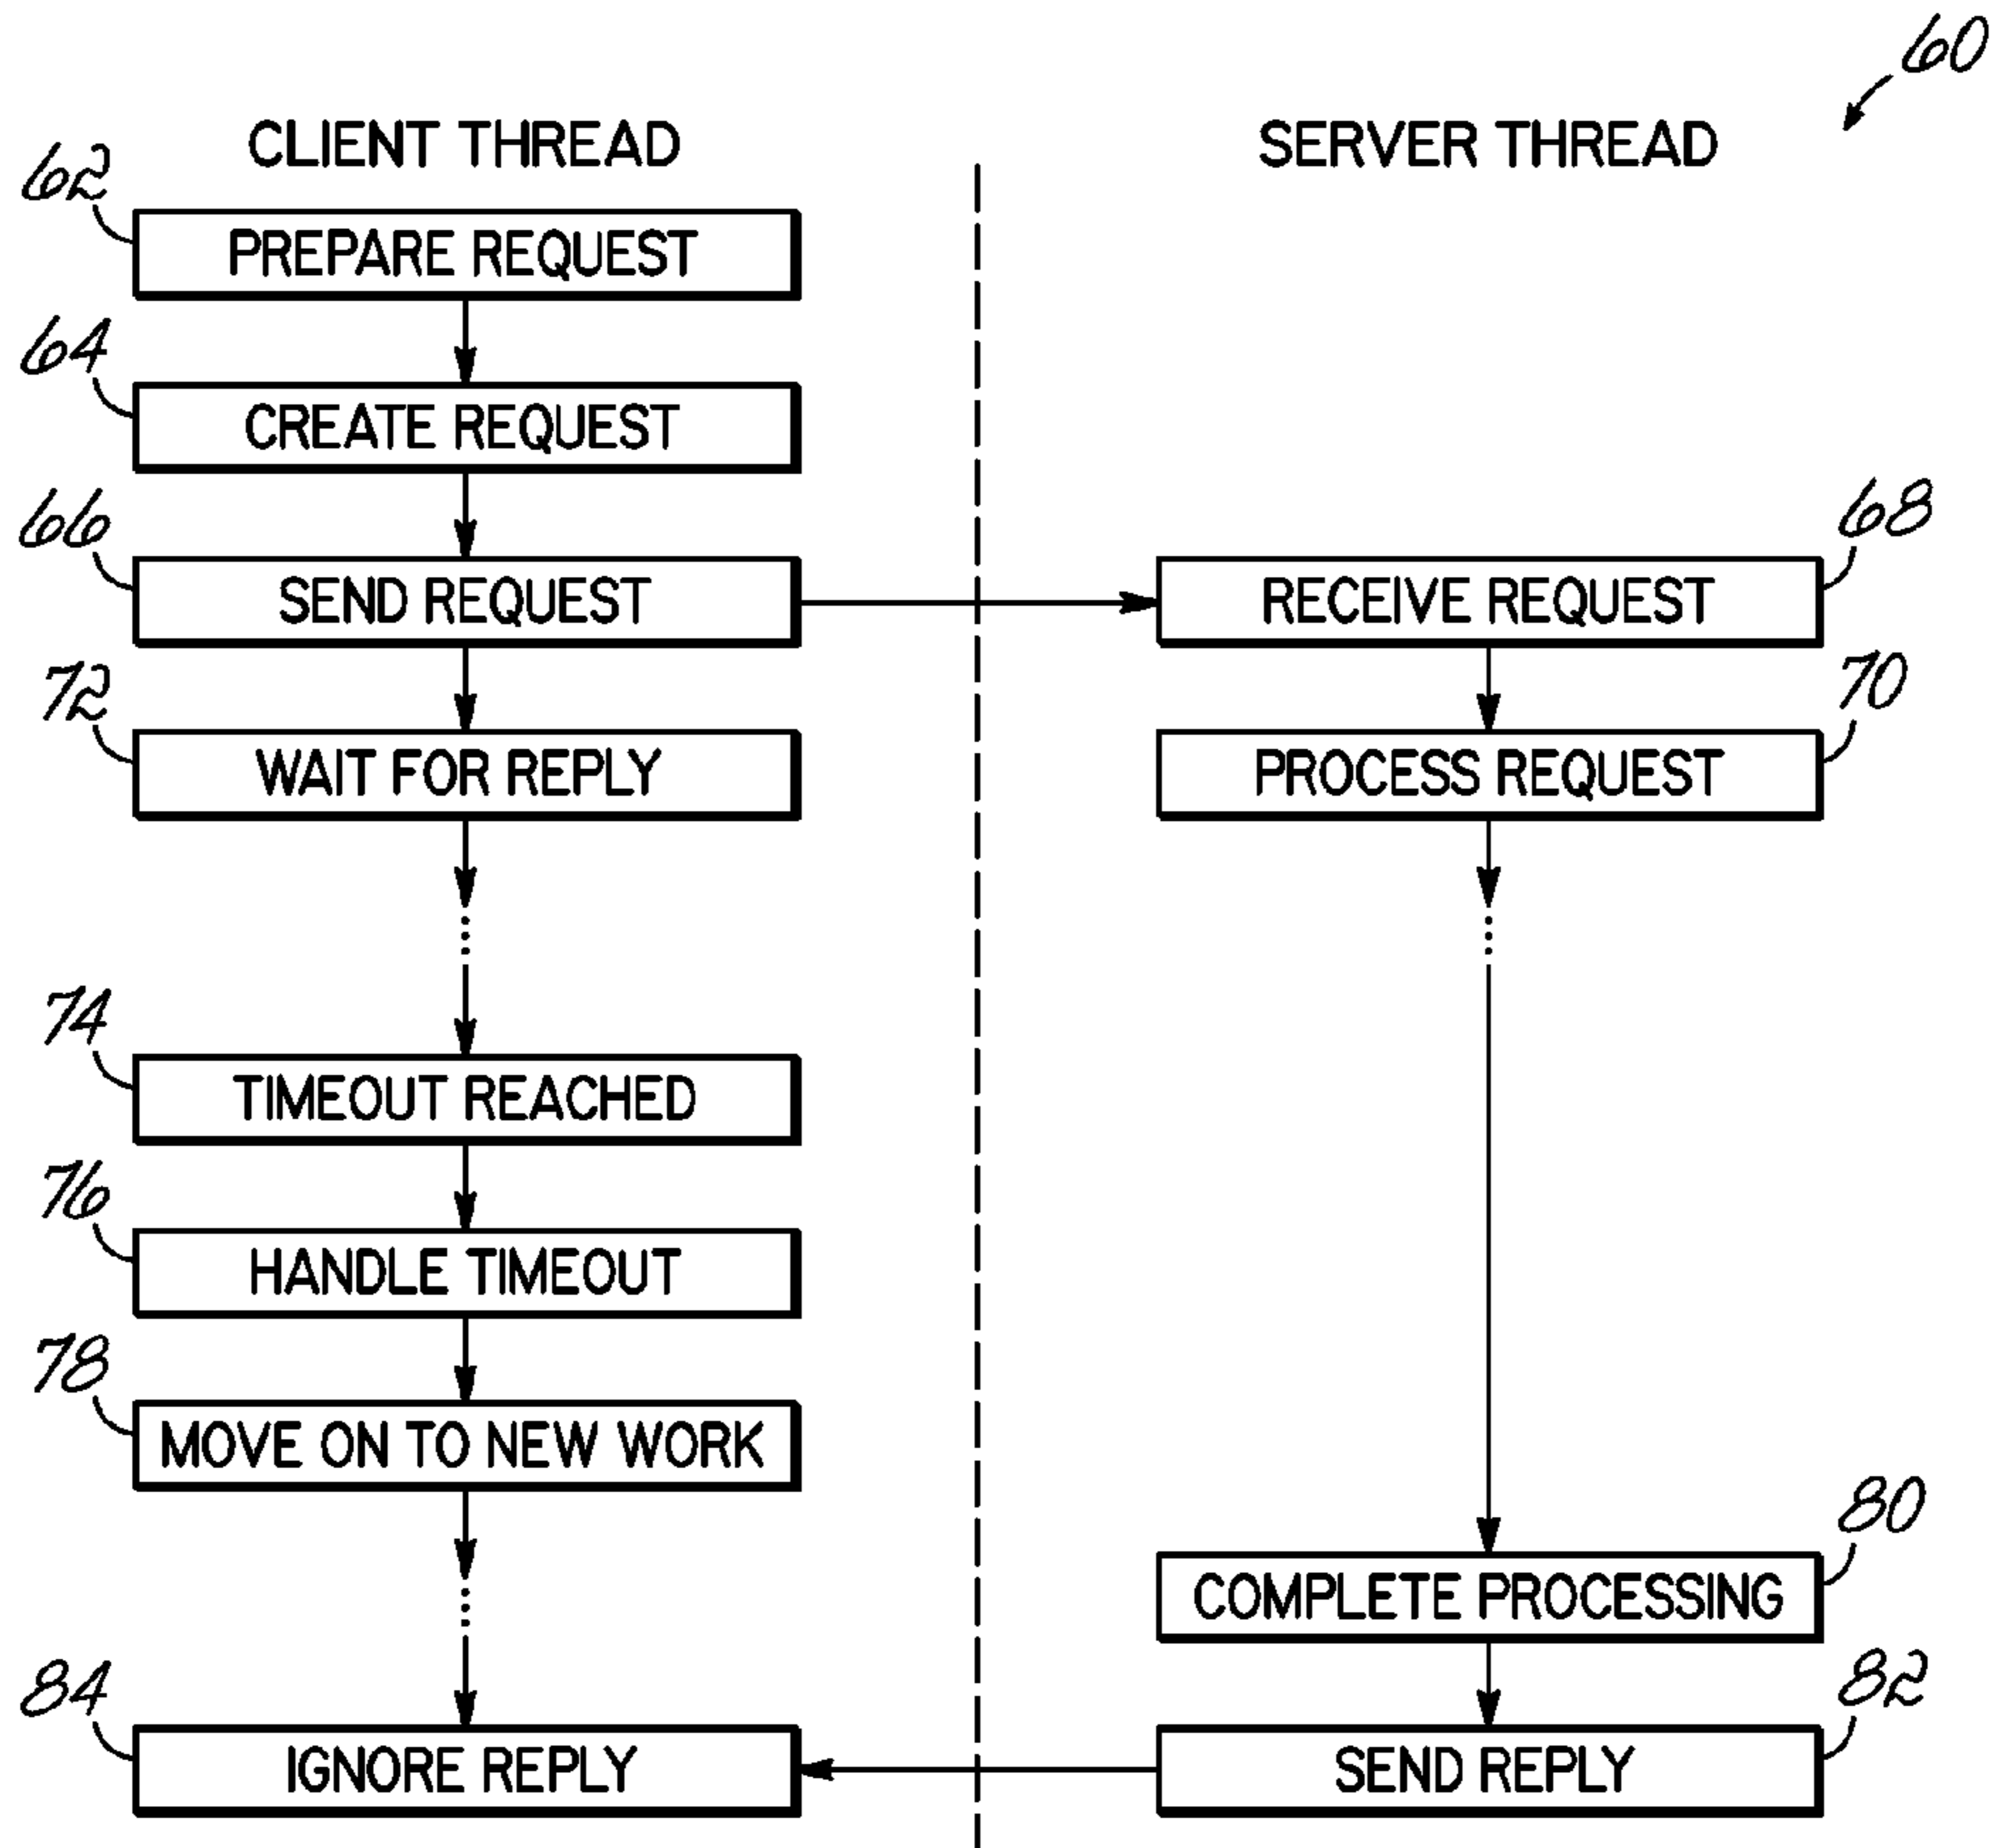 60
CLIENT THREAD
SERVER THREAD
62
PREPARE REQUEST
64
CREATE REQUEST
66
SEND REQUEST
68
RECEIVE REQUEST
72
WAIT FOR REPLY
70
PROCESS REQUEST
74
TIMEOUT REACHED
76
HANDLE TIMEOUT
78
MOVE ON TO NEW WORK
80
COMPLETE PROCESSING
84
IGNORE REPLY
82
SEND REPLY